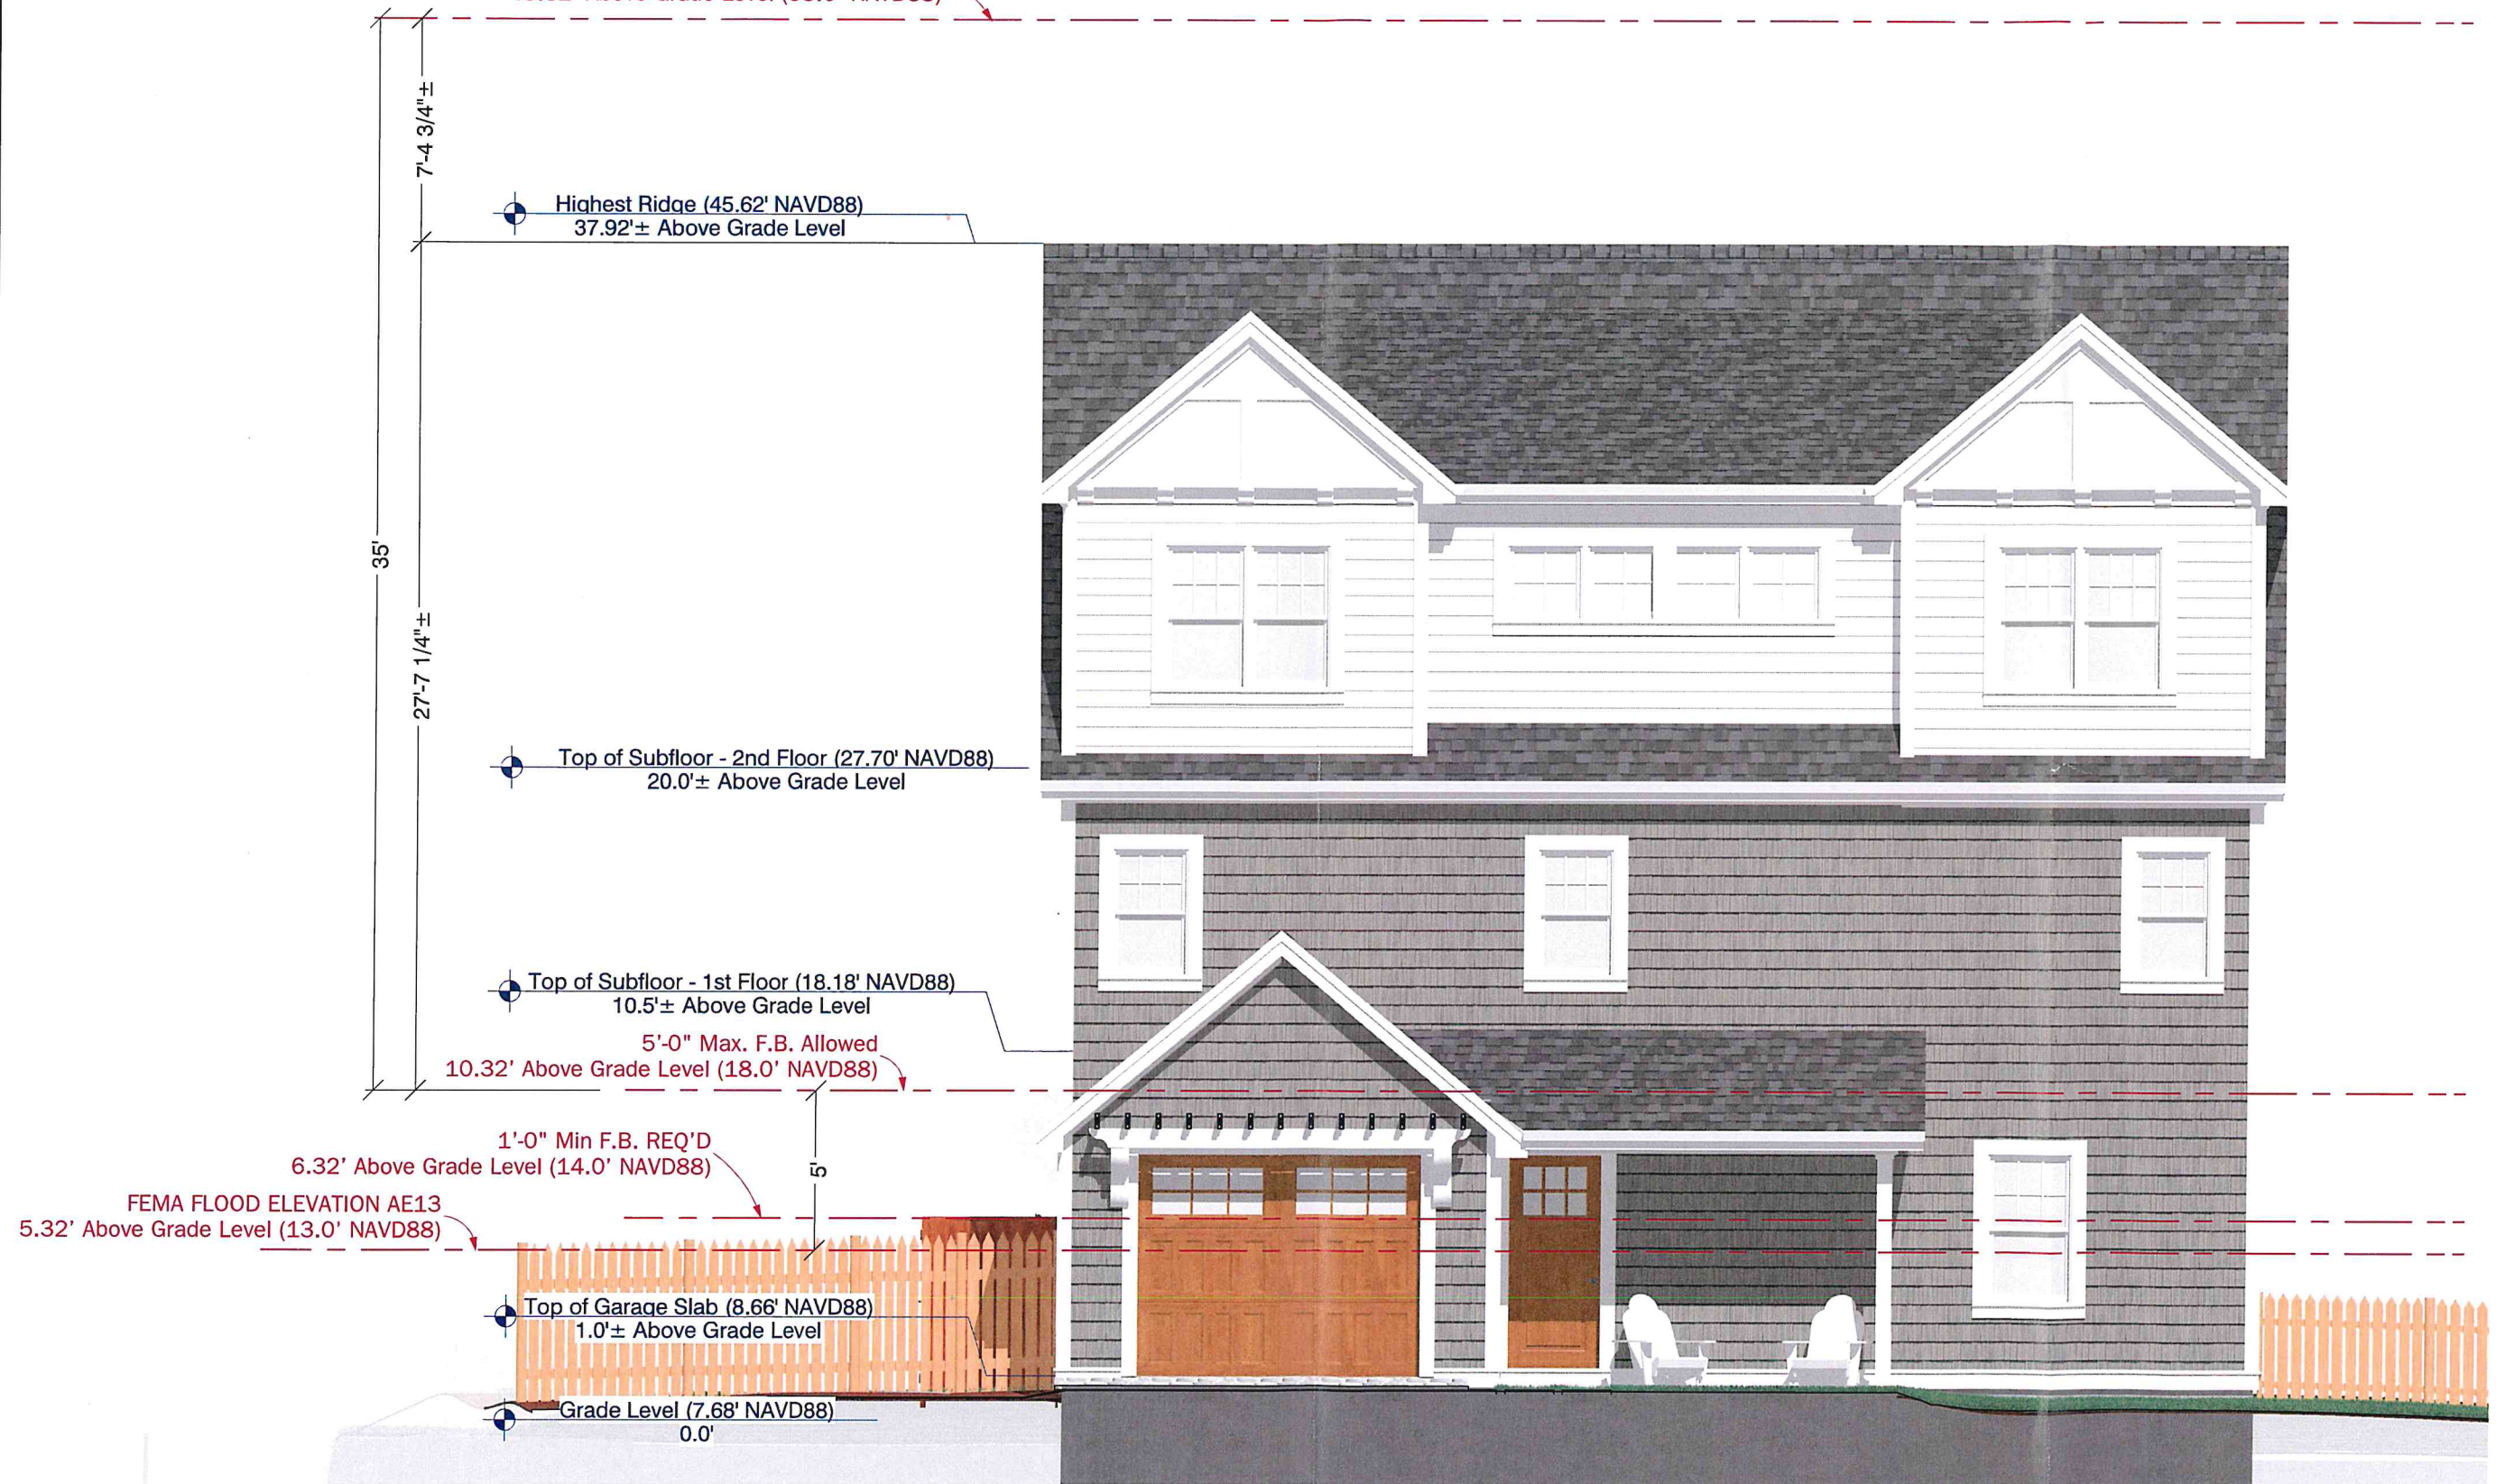 Above Grade Level
7'-4 3/4"±
Highest Ridge (45.62' NAVD88)
37.92'± Above Grade Level
35'
27'-7 1/4"±
Top of Subfloor - 2nd Floor (27.70' NAVD88)
20.0'± Above Grade Level
Top of Subfloor - 1st Floor (18.18' NAVD88)
10.5'± Above Grade Level
5'-0" Max. F.B. Allowed
10.32' Above Grade Level (18.0' NAVD88)
1'-0" Min F.B. REQ'D
6.32' Above Grade Level (14.0' NAVD88)
5'
FEMA FLOOD ELEVATION AE13
5.32' Above Grade Level (13.0' NAVD88)
Top of Garage Slab (8.66' NAVD88)
1.0'± Above Grade Level
Grade Level (7.68' NAVD88)
0.0'